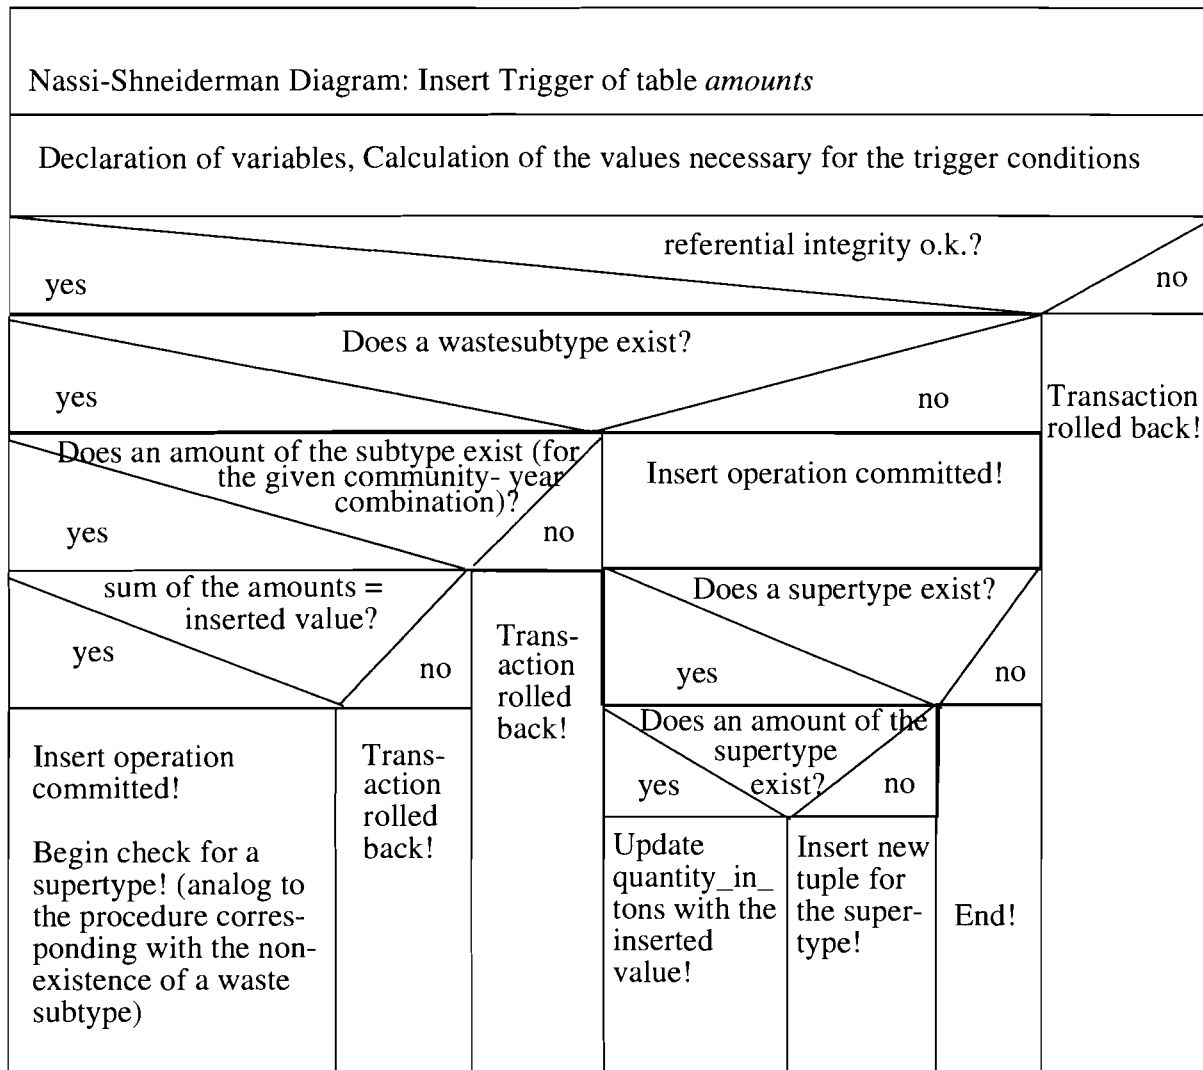 Nassi-Shneiderman Diagram: Insert Trigger of table amounts
Declaration of variables, Calculation of the values necessary for the trigger conditions
referential integrity o.k.?
yes
no
Does a wastesubtype exist?
yes
no
Transaction
rolled back!
Does an amount of the subtype exist (for
the given community- year
combination)?
yes
no
Insert operation committed!
sum of the amounts =
inserted value?
yes
no
Trans-
action
rolled
back!
Does a supertype exist?
yes
no
Insert operation
committed!
Begin check for a
supertype! (analog to
the procedure corres-
ponding with the non-
existence of a waste
subtype)
Trans-
action
rolled
back!
Does an amount of the
supertype
exist?
yes
no
Update
quantity_in_
tons with the
inserted
value!
Insert new
tuple for
the super-
type!
End!